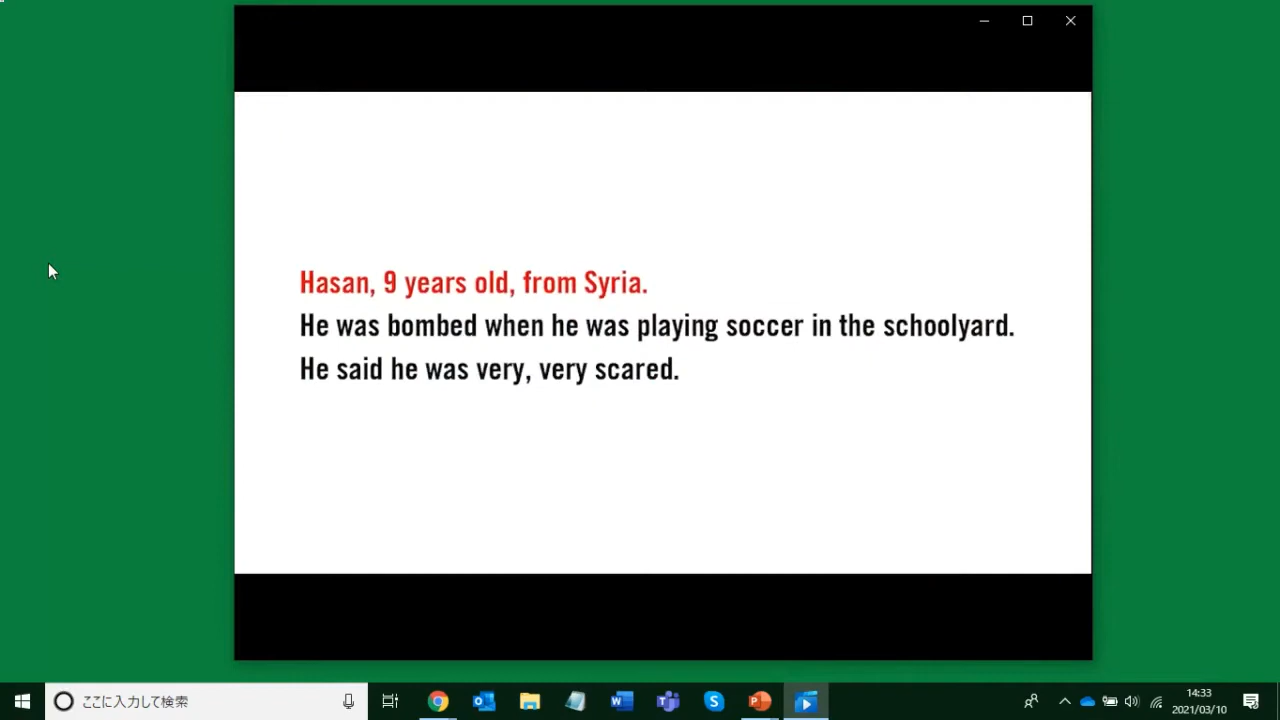 Hasan, 9 years old, from Syria.
He was bombed when he was playing soccer in the schoolyard.
He said he was very, very scared.
ここに入力して検索
14:33
2021/03/10